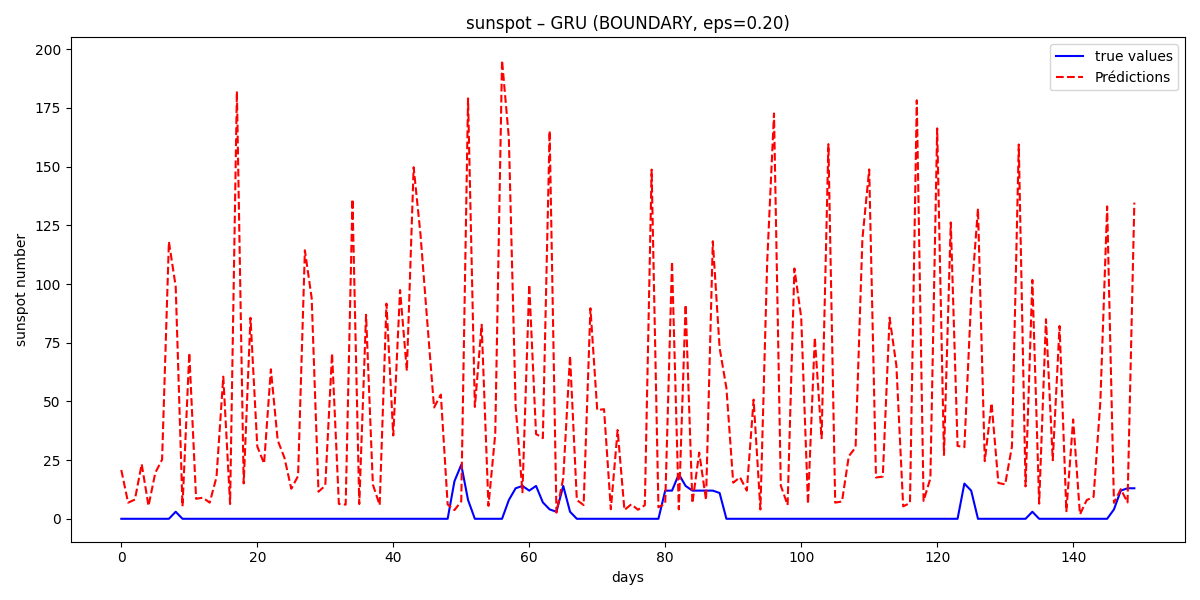 sunspot – GRU (BOUNDARY, eps=0.20)
true values
Prédictions
sunspot number
200
175
150
125
100
75
50
25
0
0 20 40 60 80 100 120 140
days